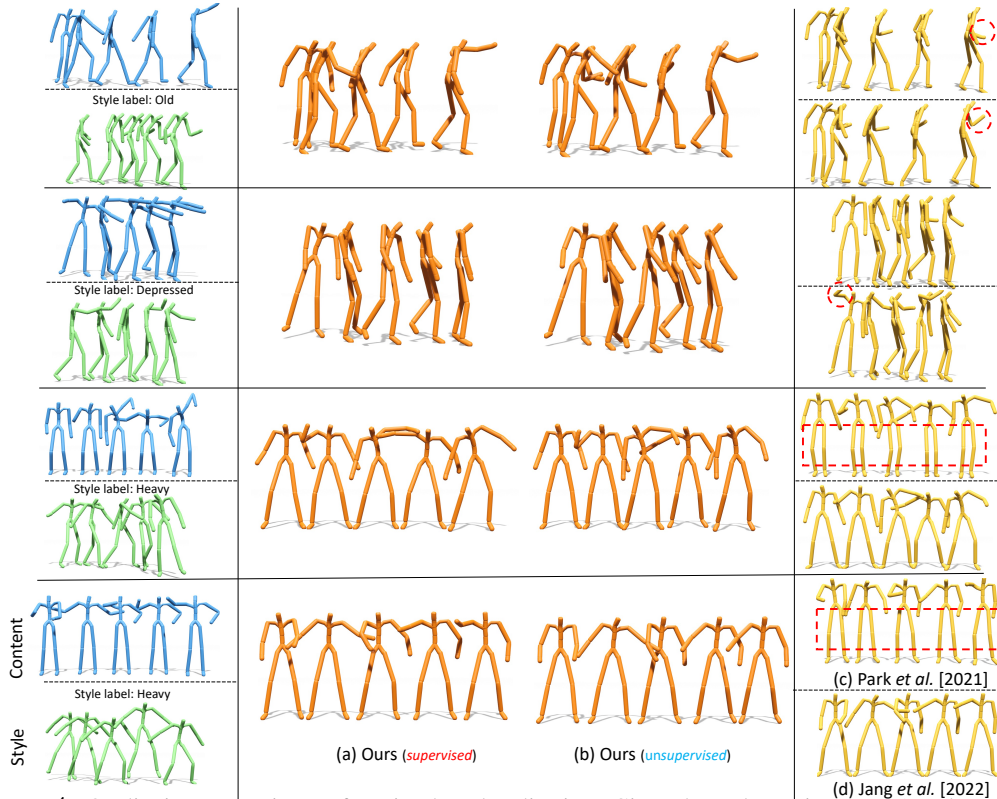 Style label: Old
Style label: Depressed
Style label: Heavy
Content
Style label: Heavy
Style
(a) Ours (supervised)
(b) Ours (unsupervised)
(c) Park et al. [2021]
(d) Jang et al. [2022]